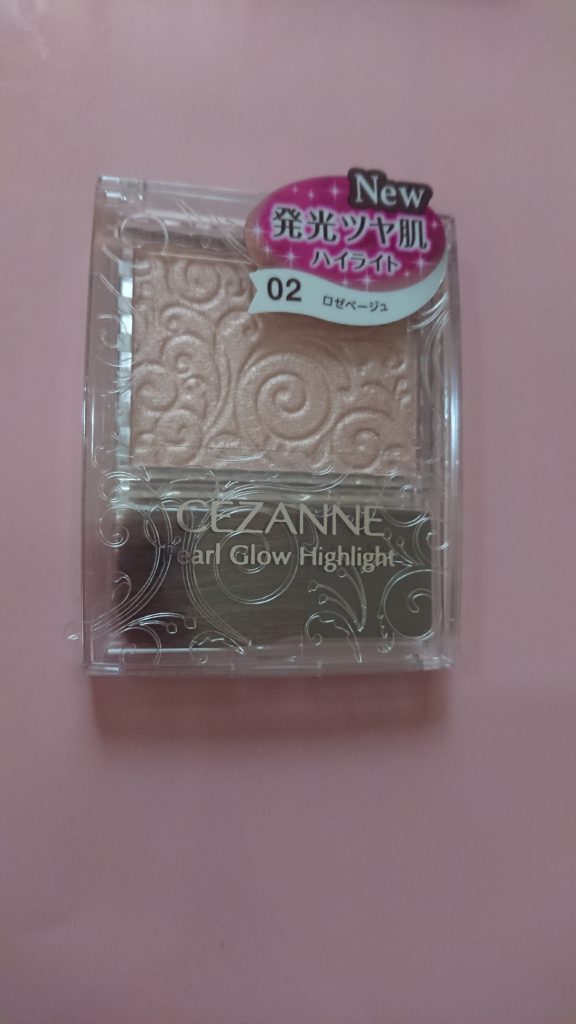 New
発光ツヤ肌
ハイライト
02 ロゼベージュ
CEZANNE
Pearl Glow Highlight